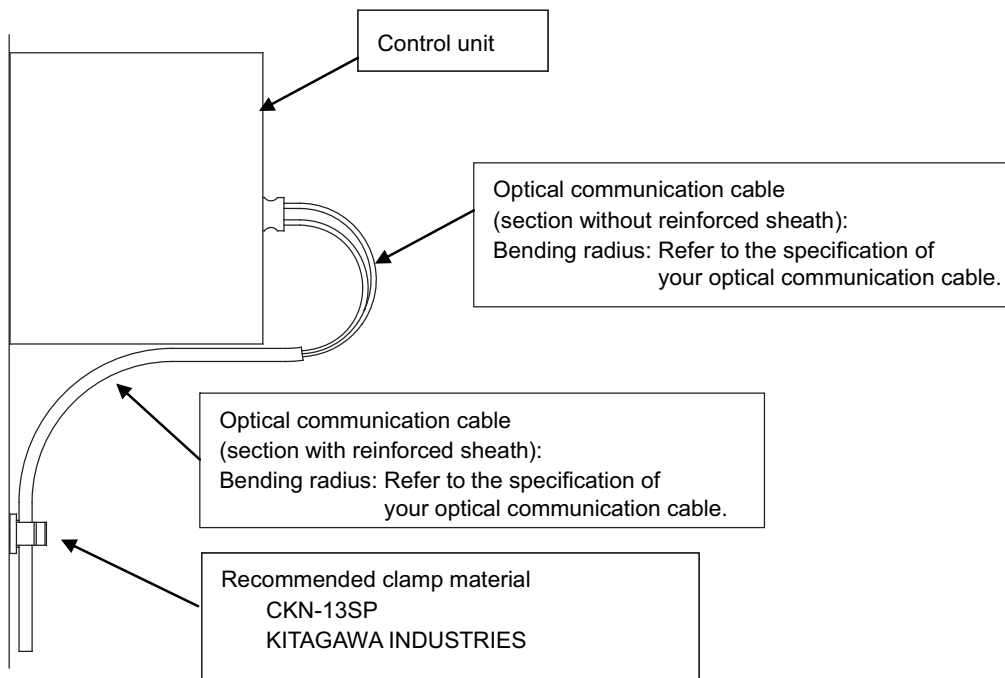 Control unit
Optical communication cable
(section without reinforced sheath):
Bending radius: Refer to the specification of
your optical communication cable.
Optical communication cable
(section with reinforced sheath):
Bending radius: Refer to the specification of
your optical communication cable.
Recommended clamp material
CKN-13SP
KITAGAWA INDUSTRIES